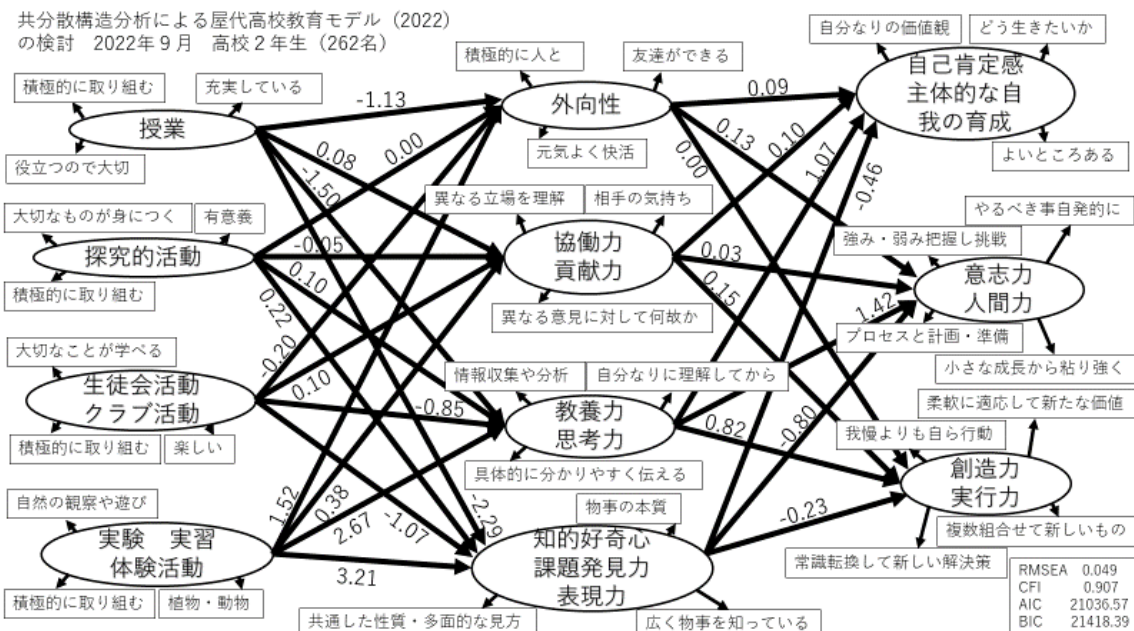 共分散構造分析による屋代高校教育モデル（2022）
の検討　2022年９月　高校２年生（262名）
積極的に取り組む
充実している
授業
役立つので大切
大切なものが身につく
有意義
探究的活動
積極的に取り組む
大切なことが学べる
生徒会活動
クラブ活動
積極的に取り組む
楽しい
自然の観察や遊び
実験　実習
体験活動
積極的に取り組む
植物・動物
-1.13
0.08
-1.50
0.00
-0.05
0.10
0.22
-0.20
0.10
-0.85
-1.07
1.52
0.38
2.67
3.21
-2.29
積極的に人と
友達ができる
外向性
元気よく快活
異なる立場を理解
相手の気持ち
協働力
貢献力
異なる意見に対して何故か
情報収集や分析
自分なりに理解してから
教養力
思考力
具体的に分かりやすく伝える
物事の本質
知的好奇心
課題発見力
表現力
共通した性質・多面的な見方
広く物事を知っている
0.09
0.13
0.00
0.10
0.03
0.15
1.07
1.42
0.82
-0.46
-0.80
-0.23
自分なりの価値観
どう生きたいか
自己肯定感
主体的な自
我の育成
よいところある
やるべき事自発的に
強み・弱み把握し挑戦
意志力
人間力
プロセスと計画・準備
小さな成長から粘り強く
柔軟に適応して新たな価値
我慢よりも自ら行動
創造力
実行力
複数組合せて新しいもの
常識転換して新しい解決策
RMSEA 0.049
CFI 0.907
AIC 21036.57
BIC 21418.39